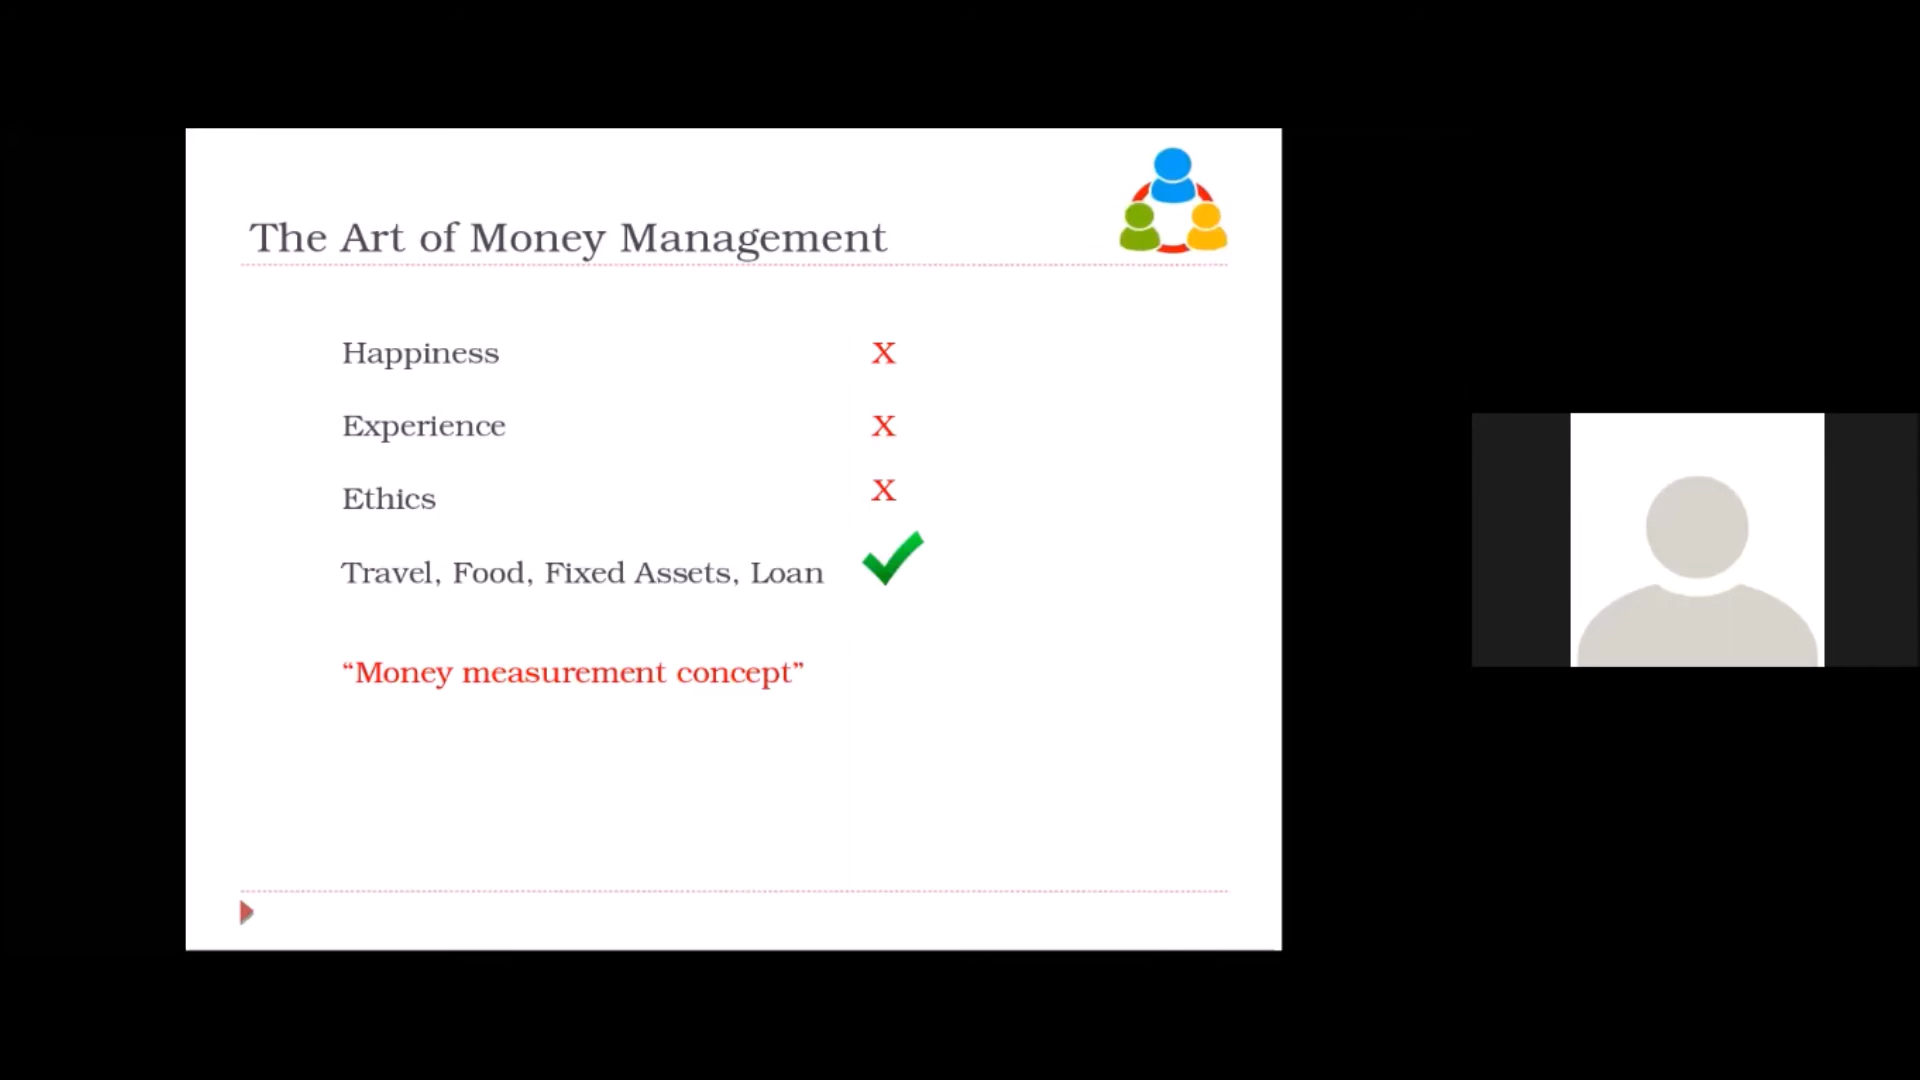 The Art of Money Management
Happiness X
Experience X
Ethics X
Travel, Food, Fixed Assets, Loan
“Money measurement concept”